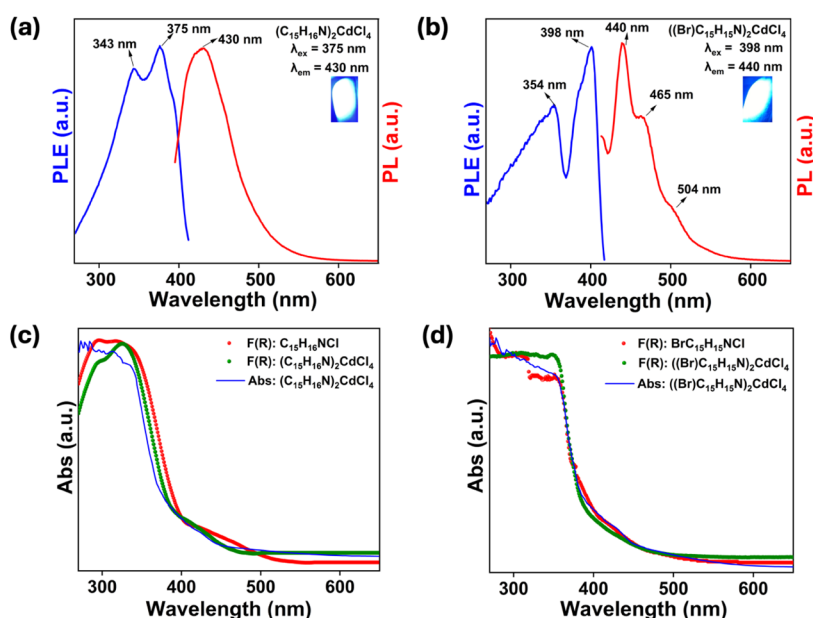 (a)
343 nm
375 nm
430 nm
(C₁₅H₁₆N)₂CdCl₄
λₑₓ = 375 nm
λₑₘ = 430 nm
PLE (a.u.)
PL (a.u.)
300 400 500 600
Wavelength (nm)
(b)
354 nm
398 nm
440 nm
465 nm
504 nm
((Br)C₁₅H₁₅N)₂CdCl₄
λₑₓ = 398 nm
λₑₘ = 440 nm
PLE (a.u.)
PL (a.u.)
300 400 500 600
Wavelength (nm)
(c)
F(R): C₁₅H₁₆NCl
F(R): (C₁₅H₁₆N)₂CdCl₄
Abs: (C₁₅H₁₆N)₂CdCl₄
Abs (a.u.)
300 400 500 600
Wavelength (nm)
(d)
F(R): BrC₁₅H₁₅NCl
F(R): ((Br)C₁₅H₁₅N)₂CdCl₄
Abs: ((Br)C₁₅H₁₅N)₂CdCl₄
Abs (a.u.)
300 400 500 600
Wavelength (nm)